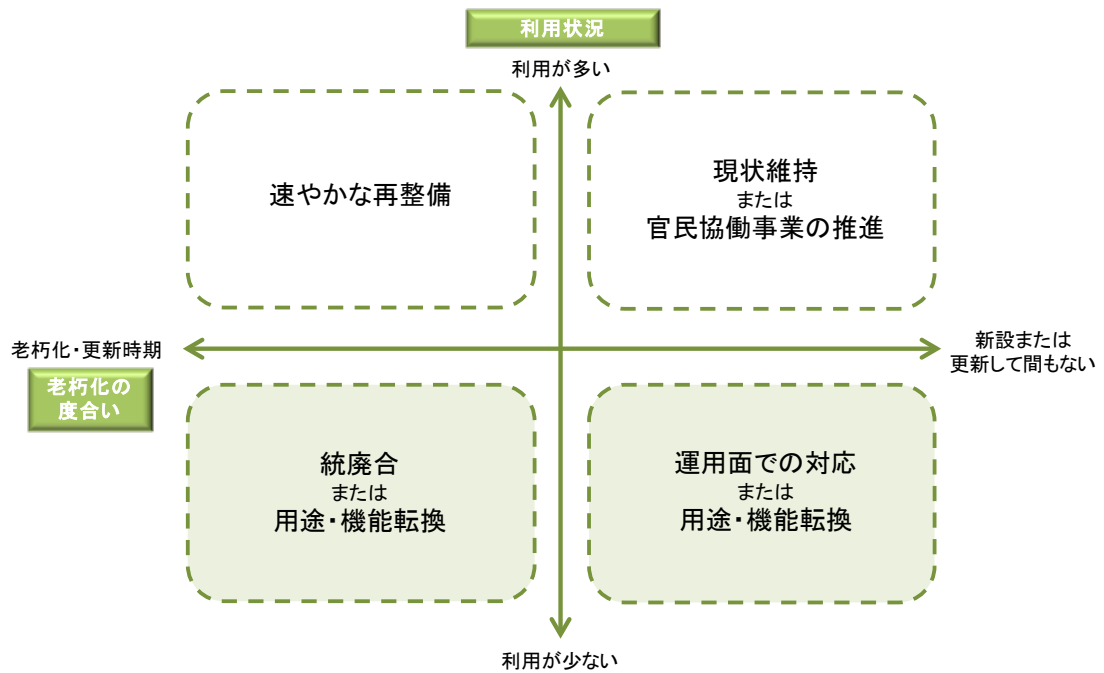 利用状況
利用が多い
速やかな再整備
現状維持
または
官民協働事業の推進
老朽化・更新時期
新設または
更新して間もない
老朽化の
度合い
統廃合
または
用途・機能転換
運用面での対応
または
用途・機能転換
利用が少ない